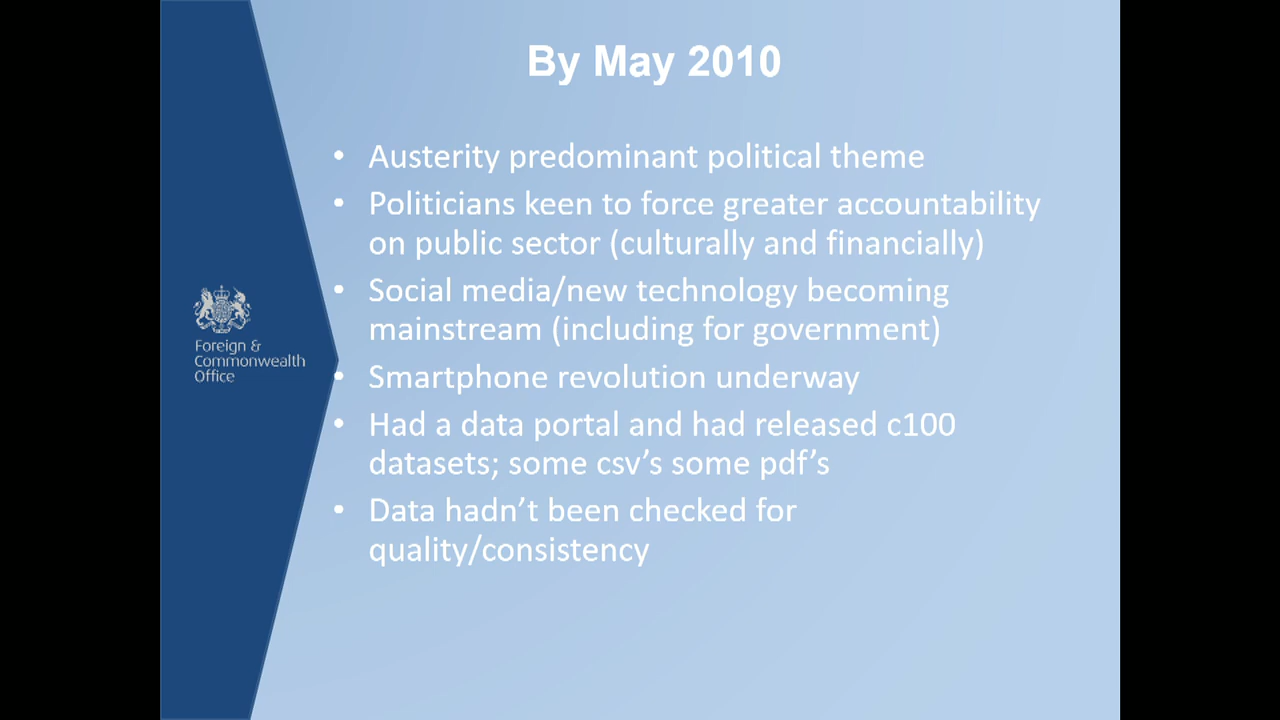 By May 2010
• Austerity predominant political theme
• Politicians keen to force greater accountability
on public sector (culturally and financially)
• Social media/new technology becoming
mainstream (including for government)
• Smartphone revolution underway
• Had a data portal and had released c100
datasets; some csv’s some pdf’s
• Data hadn’t been checked for
quality/consistency
Foreign &
Commonwealth
Office